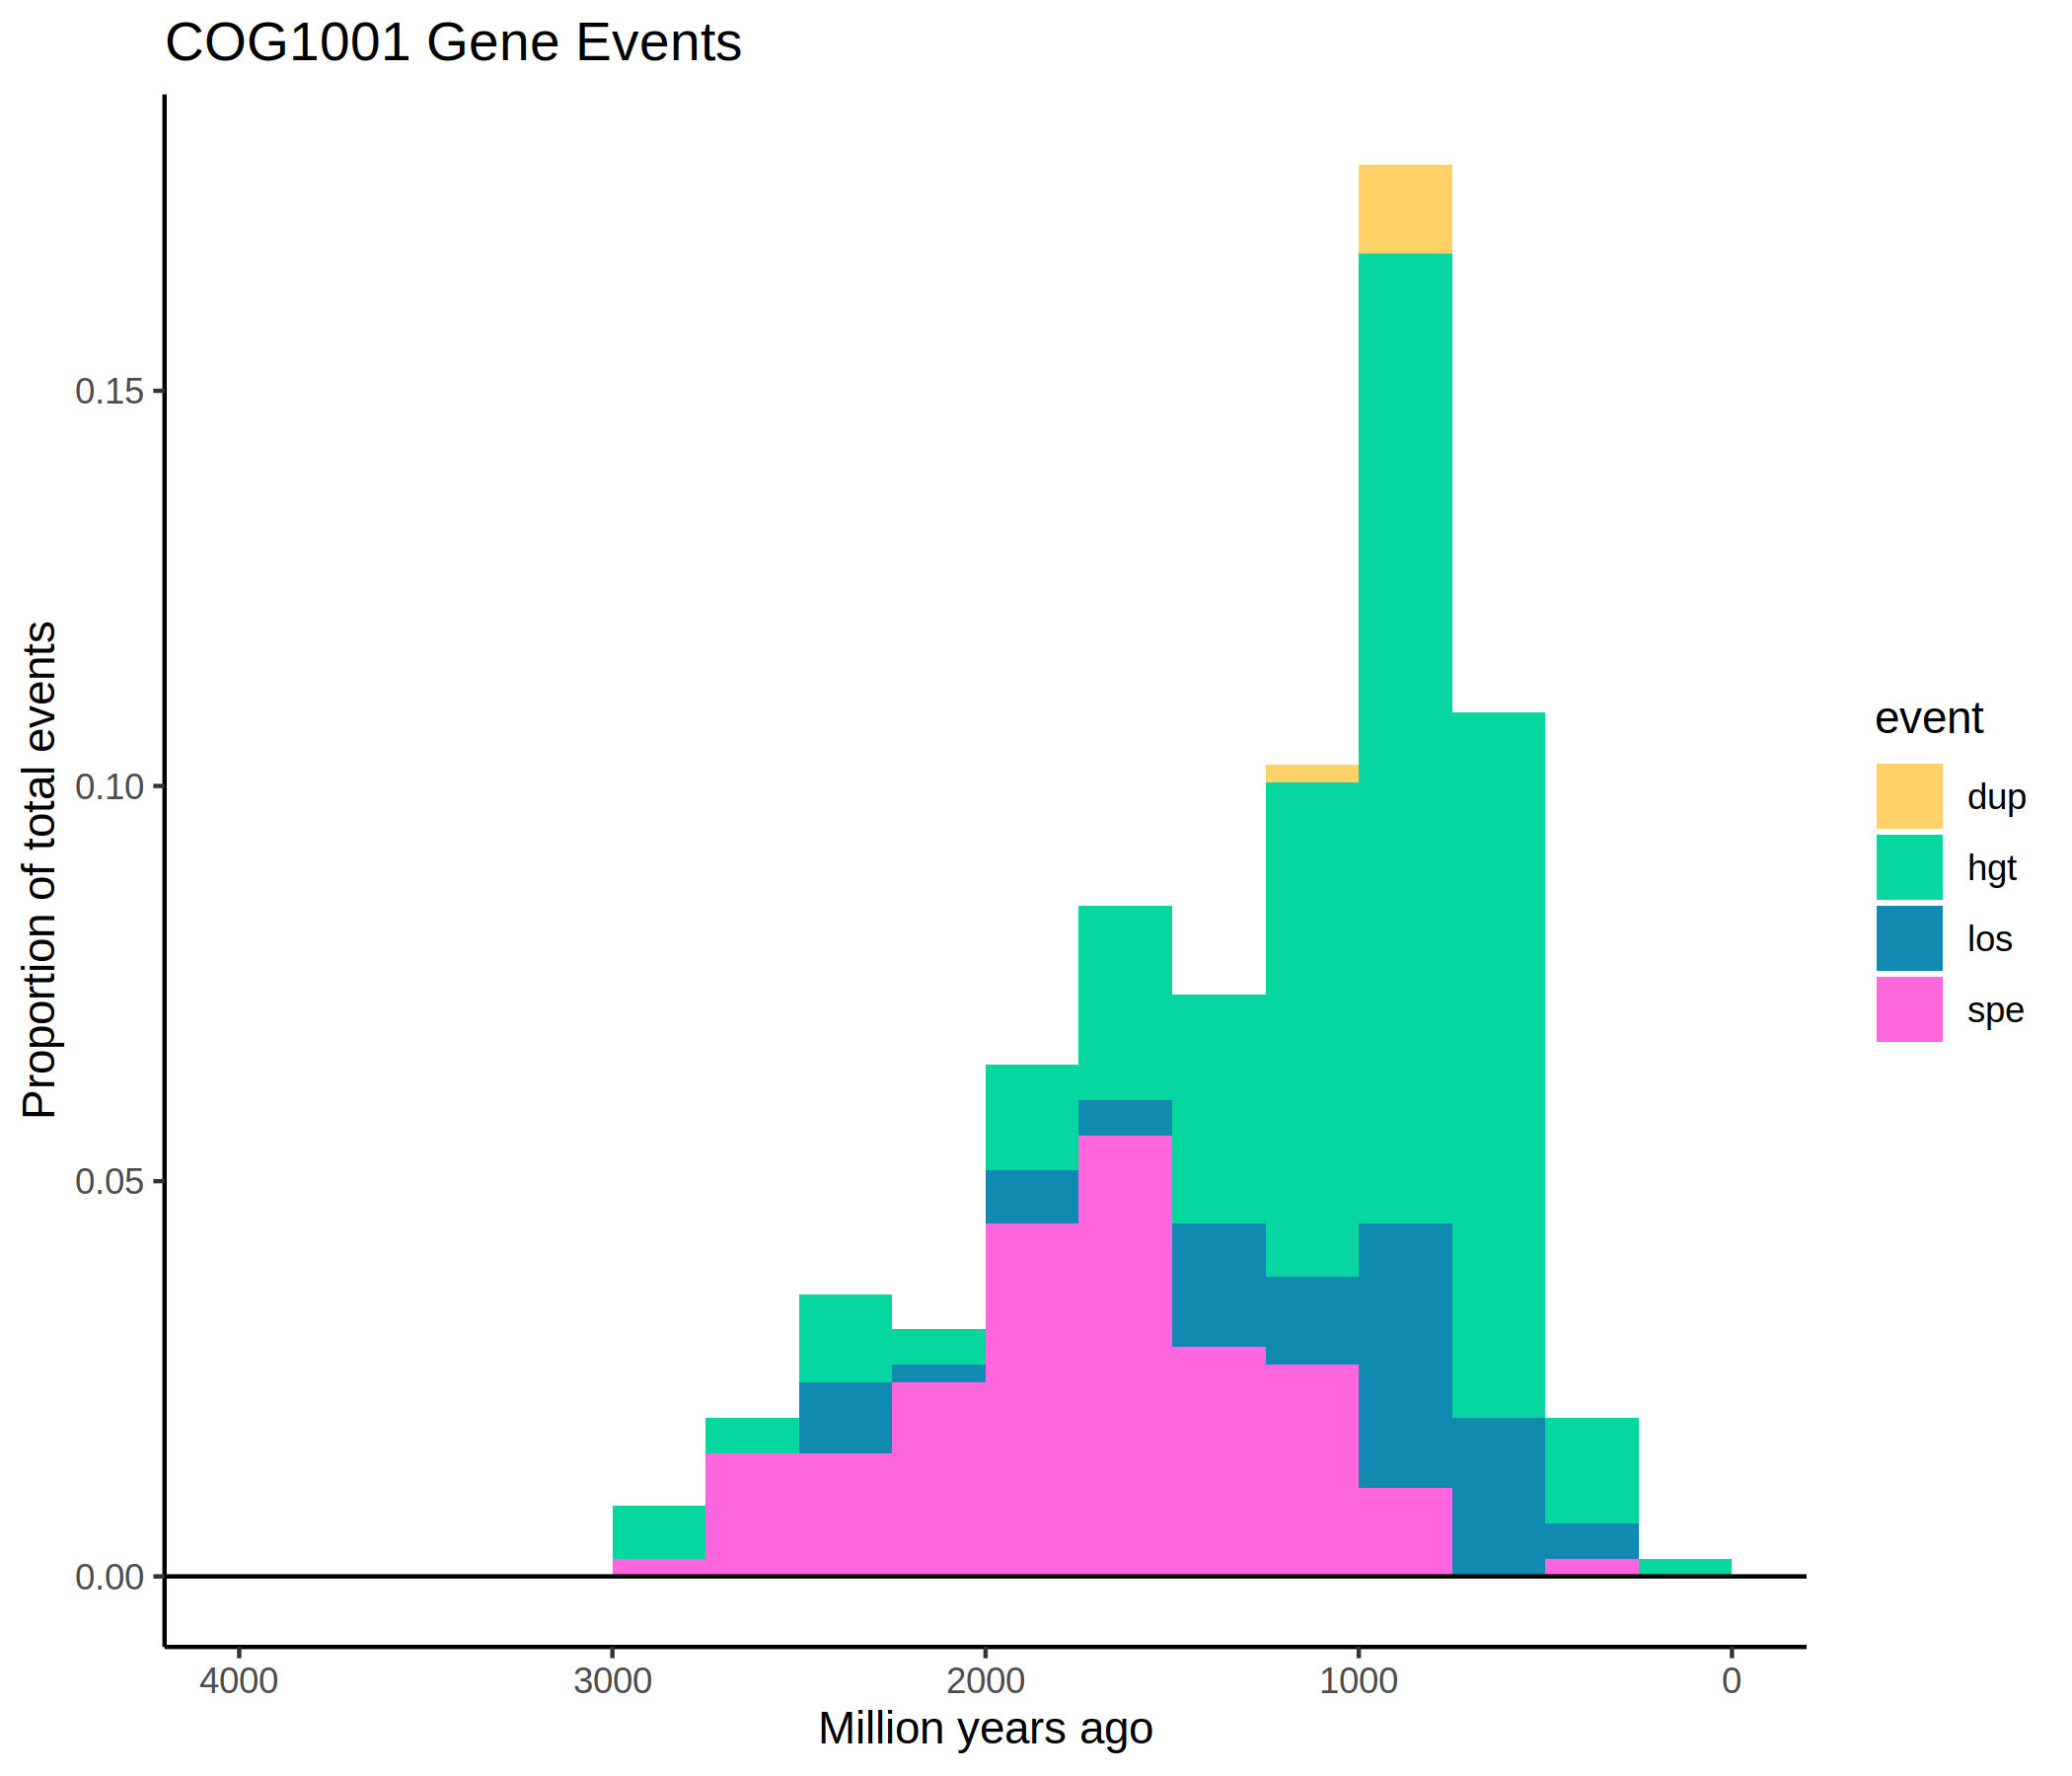 COG1001 Gene Events
Proportion of total events
0.15
0.10
0.05
0.00
4000 3000 2000 1000 0
Million years ago
event
dup
hgt
los
spe